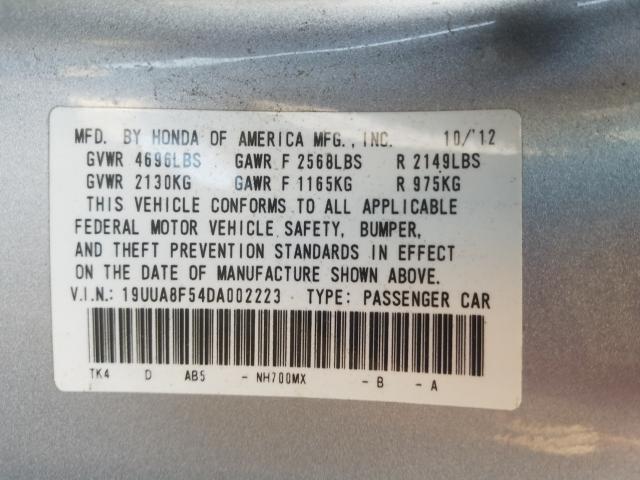 MFD. BY HONDA OF AMERICA MFG., INC. 10/'12
GVWR 4696LBS GAWR F 2568LBS R 2149LBS
GVWR 2130KG GAWR F 1165KG R 975KG
THIS VEHICLE CONFORMS TO ALL APPLICABLE
FEDERAL MOTOR VEHICLE SAFETY, BUMPER,
AND THEFT PREVENTION STANDARDS IN EFFECT
ON THE DATE OF MANUFACTURE SHOWN ABOVE.
V.I.N.: 19UUA8F54DA002223 TYPE: PASSENGER CAR
TK4 D AB5 - NH700MX - B - A